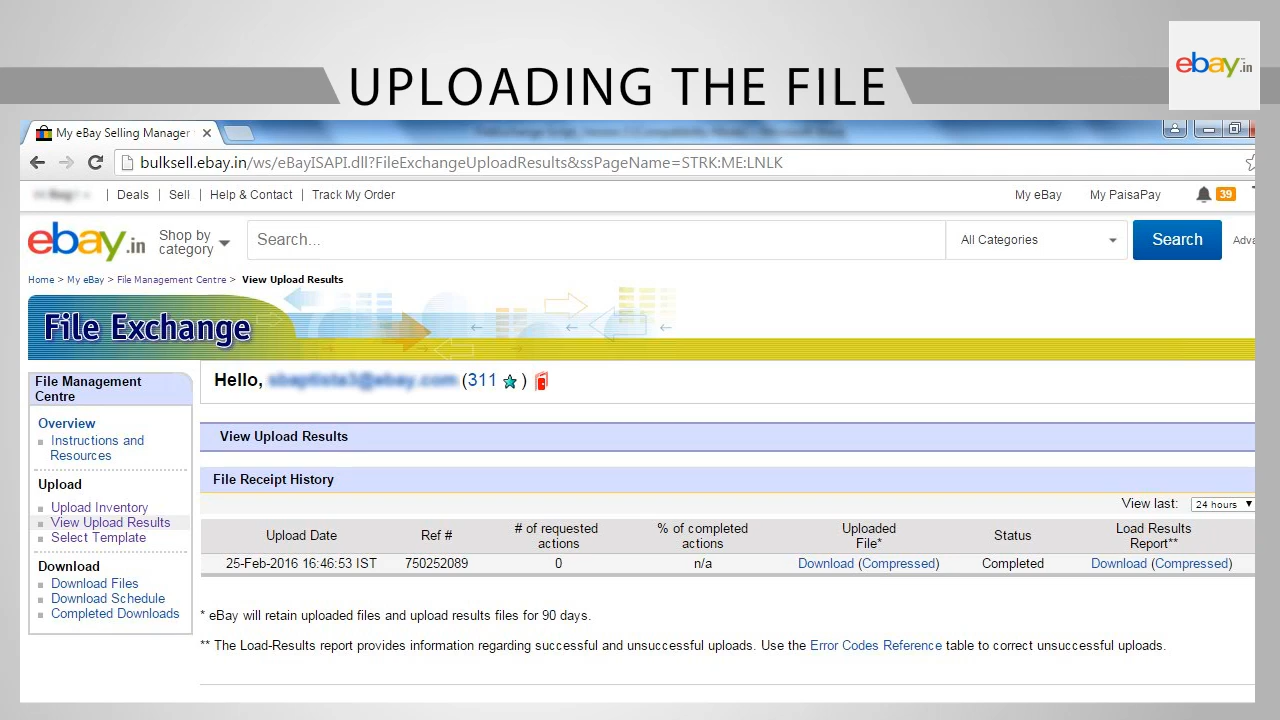 UPLOADING THE FILE
ebay.in
My eBay Selling Manager
bulksell.ebay.in/ws/eBayISAPI.dll?FileExchangeUploadResults&ssPageName=STRK:ME:LNLK
| Deals | Sell | Help & Contact | Track My Order My eBay My PaisaPay 39
ebay.in Shop by category Search... All Categories Search
Home > My eBay > File Management Centre > View Upload Results
File Exchange
Hello, (311)
File Management
Centre
Overview
Instructions and
Resources
Upload
Upload Inventory
View Upload Results
Select Template
Download
Download Files
Download Schedule
Completed Downloads
View Upload Results
File Receipt History
View last: 24 hours
Upload Date Ref # # of requested actions % of completed actions Uploaded File* Status Load Results Report**
25-Feb-2016 16:46:53 IST 750252089 0 n/a Download (Compressed) Completed Download (Compressed)
* eBay will retain uploaded files and upload results files for 90 days.
** The Load-Results report provides information regarding successful and unsuccessful uploads. Use the Error Codes Reference table to correct unsuccessful uploads.